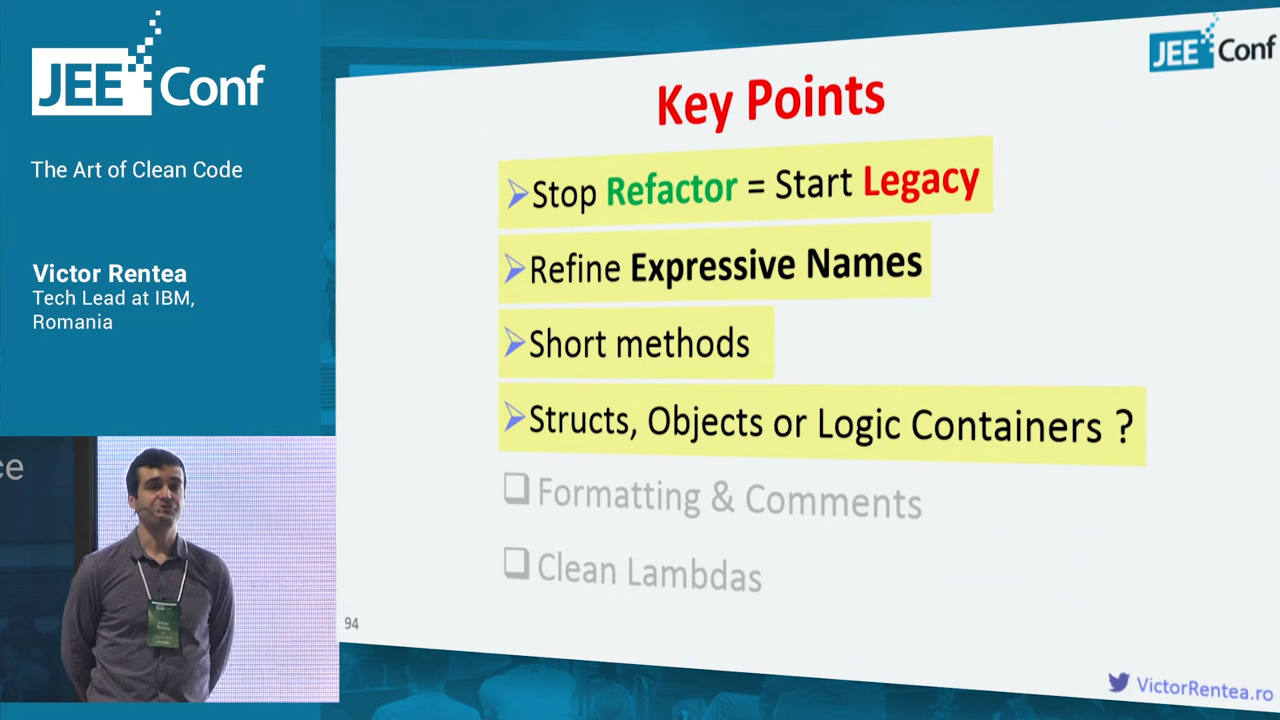 JEE Conf
The Art of Clean Code
Victor Rentea
Tech Lead at IBM,
Romania
ce
JEE Conf
Key Points
Stop Refactor = Start Legacy
Refine Expressive Names
Short methods
Structs, Objects or Logic Containers ?
Formatting & Comments
Clean Lambdas
94
VictorRentea.ro